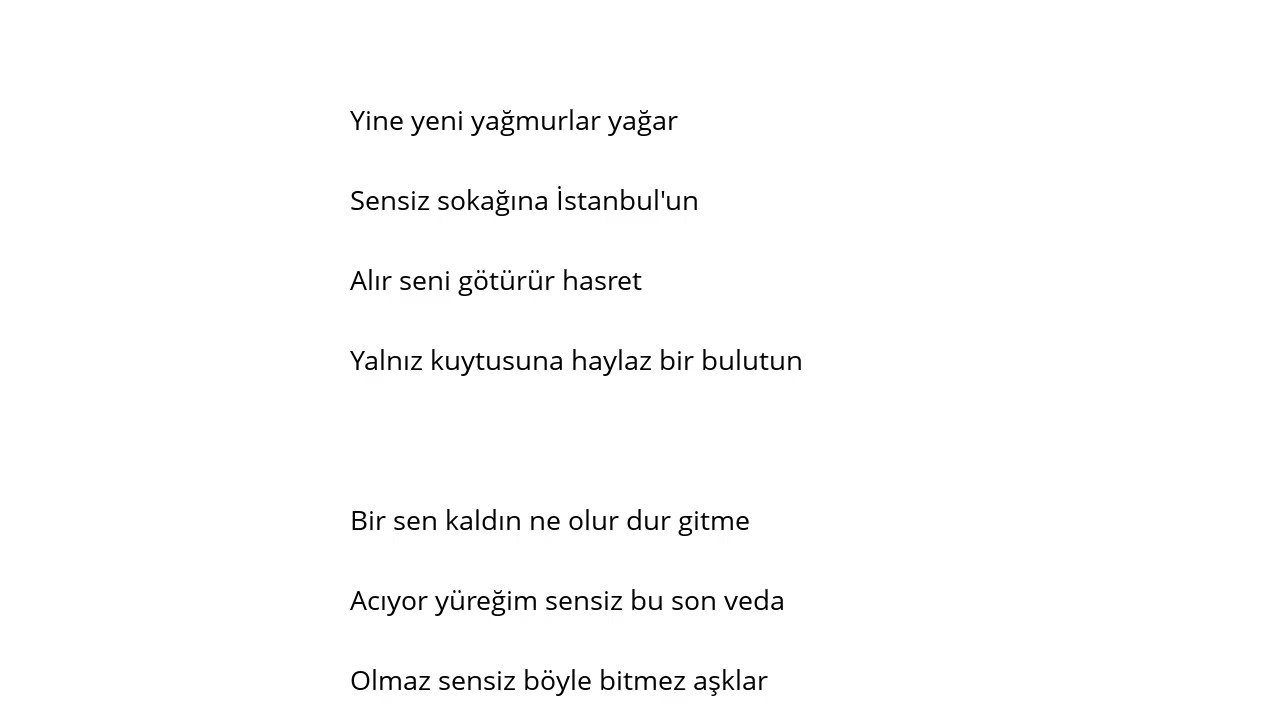 Yine yeni yağmurlar yağar
Sensiz sokağına İstanbul'un
Alır seni götürür hasret
Yalnız kuytusuna haylaz bir bulutun
Bir sen kaldın ne olur dur gitme
Acıyor yüreğim sensiz bu son veda
Olmaz sensiz böyle bitmez aşklar